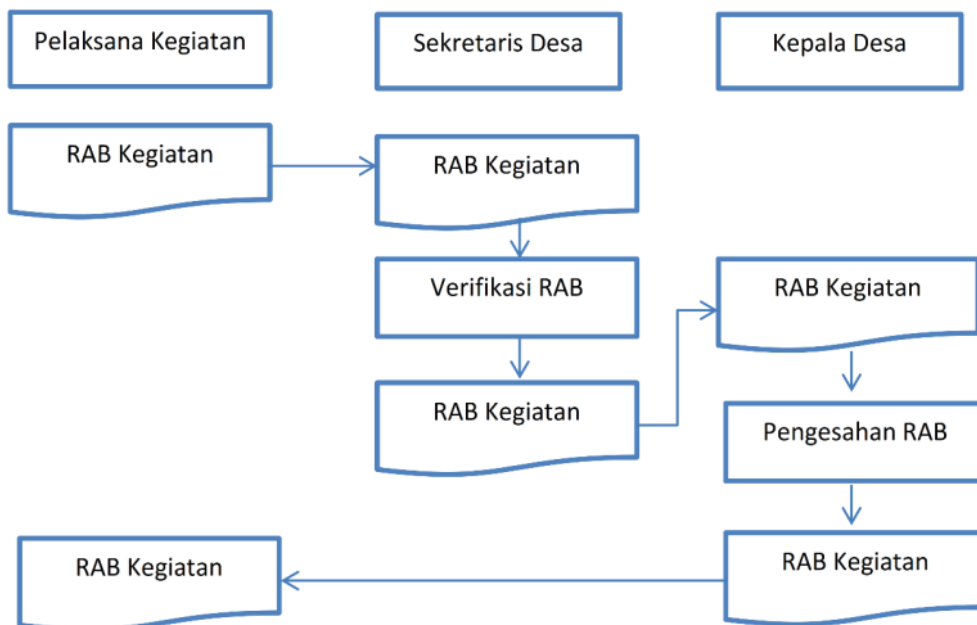 Pelaksana Kegiatan
Sekretaris Desa
Kepala Desa
RAB Kegiatan
RAB Kegiatan
Verifikasi RAB
RAB Kegiatan
RAB Kegiatan
Pengesahan RAB
RAB Kegiatan
RAB Kegiatan